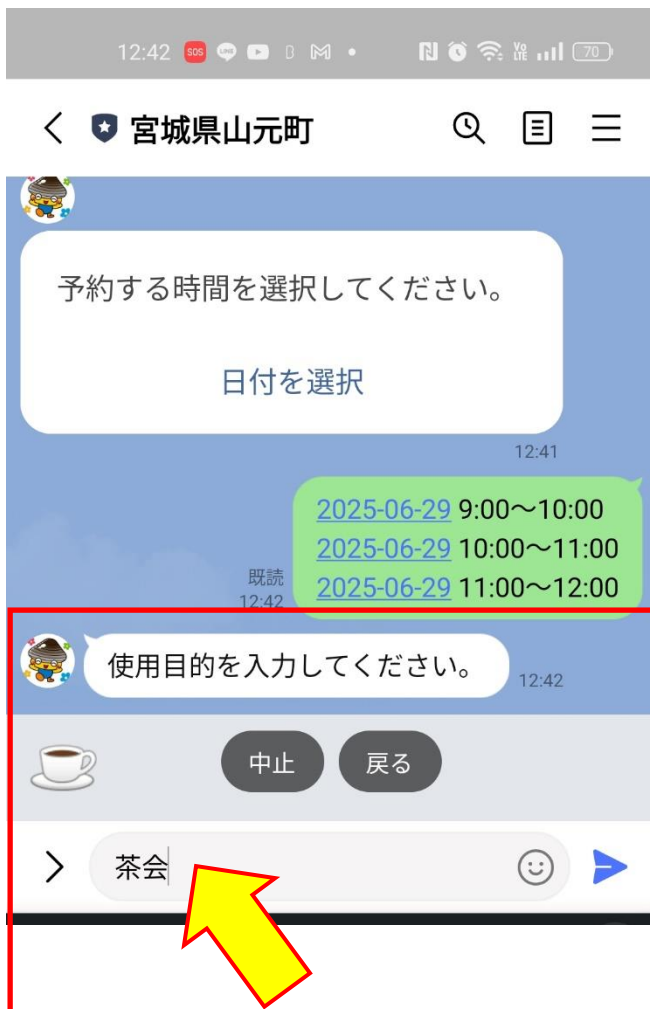 12:42 SOS LINE Vo LTE 70
宮城県山元町
予約する時間を選択してください。
日付を選択
12:41
2025-06-29 9:00～10:00
2025-06-29 10:00～11:00
2025-06-29 11:00～12:00
既読
12:42
使用目的を入力してください。
12:42
中止
戻る
茶会